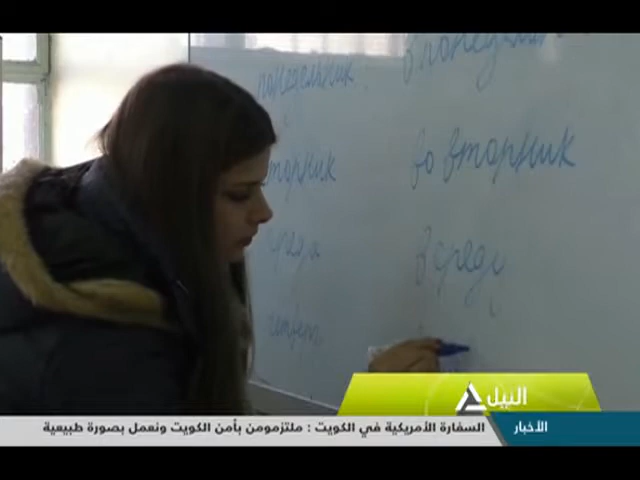 понедельник
в понедельник
вторник
во вторник
среда
в среду
четверг
النيل
الأخبار
السفارة الأمريكية في الكويت : ملتزمون بأمن الكويت ونعمل بصورة طبيعية